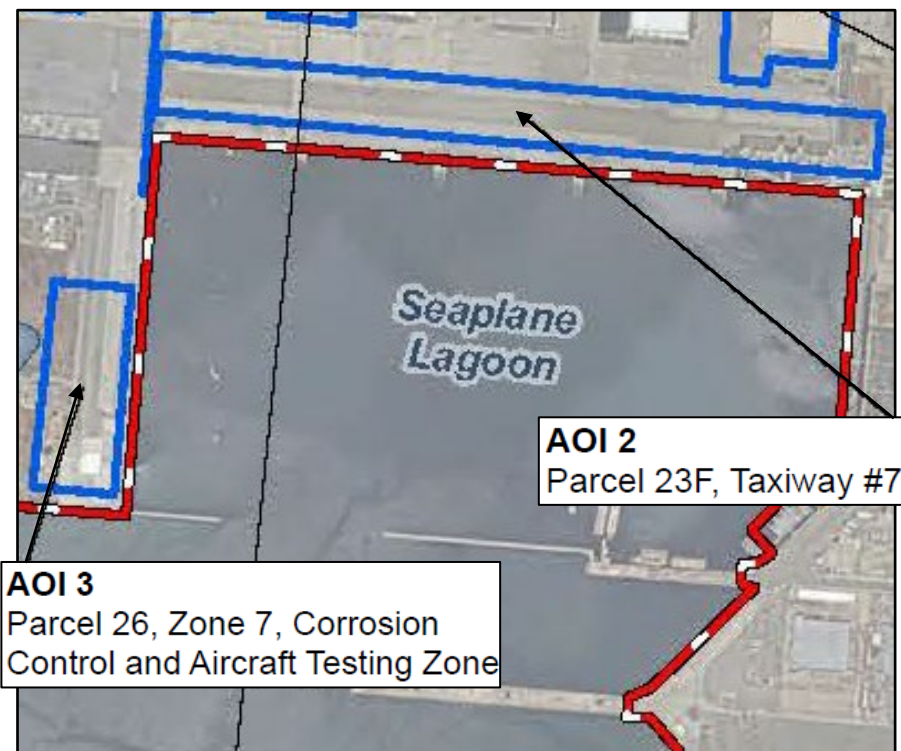 Seaplane
Lagoon
AOI 2
Parcel 23F, Taxiway #7
AOI 3
Parcel 26, Zone 7, Corrosion
Control and Aircraft Testing Zone